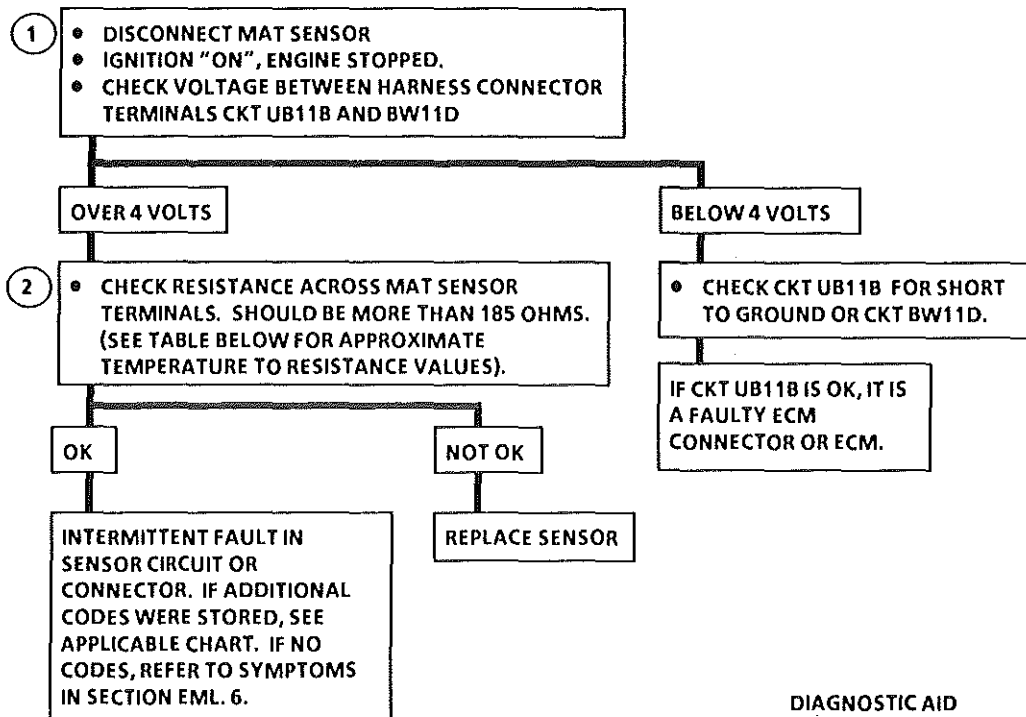 1
• DISCONNECT MAT SENSOR
• IGNITION "ON", ENGINE STOPPED.
• CHECK VOLTAGE BETWEEN HARNESS CONNECTOR
TERMINALS CKT UB11B AND BW11D
OVER 4 VOLTS
BELOW 4 VOLTS
2
• CHECK RESISTANCE ACROSS MAT SENSOR
TERMINALS. SHOULD BE MORE THAN 185 OHMS.
(SEE TABLE BELOW FOR APPROXIMATE
TEMPERATURE TO RESISTANCE VALUES).
• CHECK CKT UB11B FOR SHORT
TO GROUND OR CKT BW11D.
IF CKT UB11B IS OK, IT IS
A FAULTY ECM
CONNECTOR OR ECM.
OK
NOT OK
INTERMITTENT FAULT IN
SENSOR CIRCUIT OR
CONNECTOR. IF ADDITIONAL
CODES WERE STORED, SEE
APPLICABLE CHART. IF NO
CODES, REFER TO SYMPTOMS
IN SECTION EML. 6.
REPLACE SENSOR
DIAGNOSTIC AID